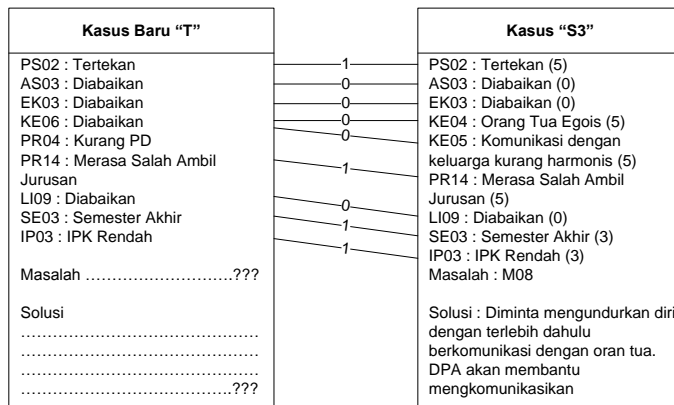 Kasus Baru “T”
PS02 : Tertekan
AS03 : Diabaikan
EK03 : Diabaikan
KE06 : Diabaikan
PR04 : Kurang PD
PR14 : Merasa Salah Ambil
Jurusan
LI09 : Diabaikan
SE03 : Semester Akhir
IP03 : IPK Rendah
Masalah ……………………….???
Solusi
……………………………………
……………………………………
……………………………………
………………………………..???
1
0
0
0
0
1
0
1
1
Kasus “S3”
PS02 : Tertekan (5)
AS03 : Diabaikan (0)
EK03 : Diabaikan (0)
KE04 : Orang Tua Egois (5)
KE05 : Komunikasi dengan
keluarga kurang harmonis (5)
PR14 : Merasa Salah Ambil
Jurusan (5)
LI09 : Diabaikan (0)
SE03 : Semester Akhir (3)
IP03 : IPK Rendah (3)
Masalah : M08
Solusi : Diminta mengundurkan diri
dengan terlebih dahulu
berkomunikasi dengan oran tua.
DPA akan membantu
mengkomunikasikan